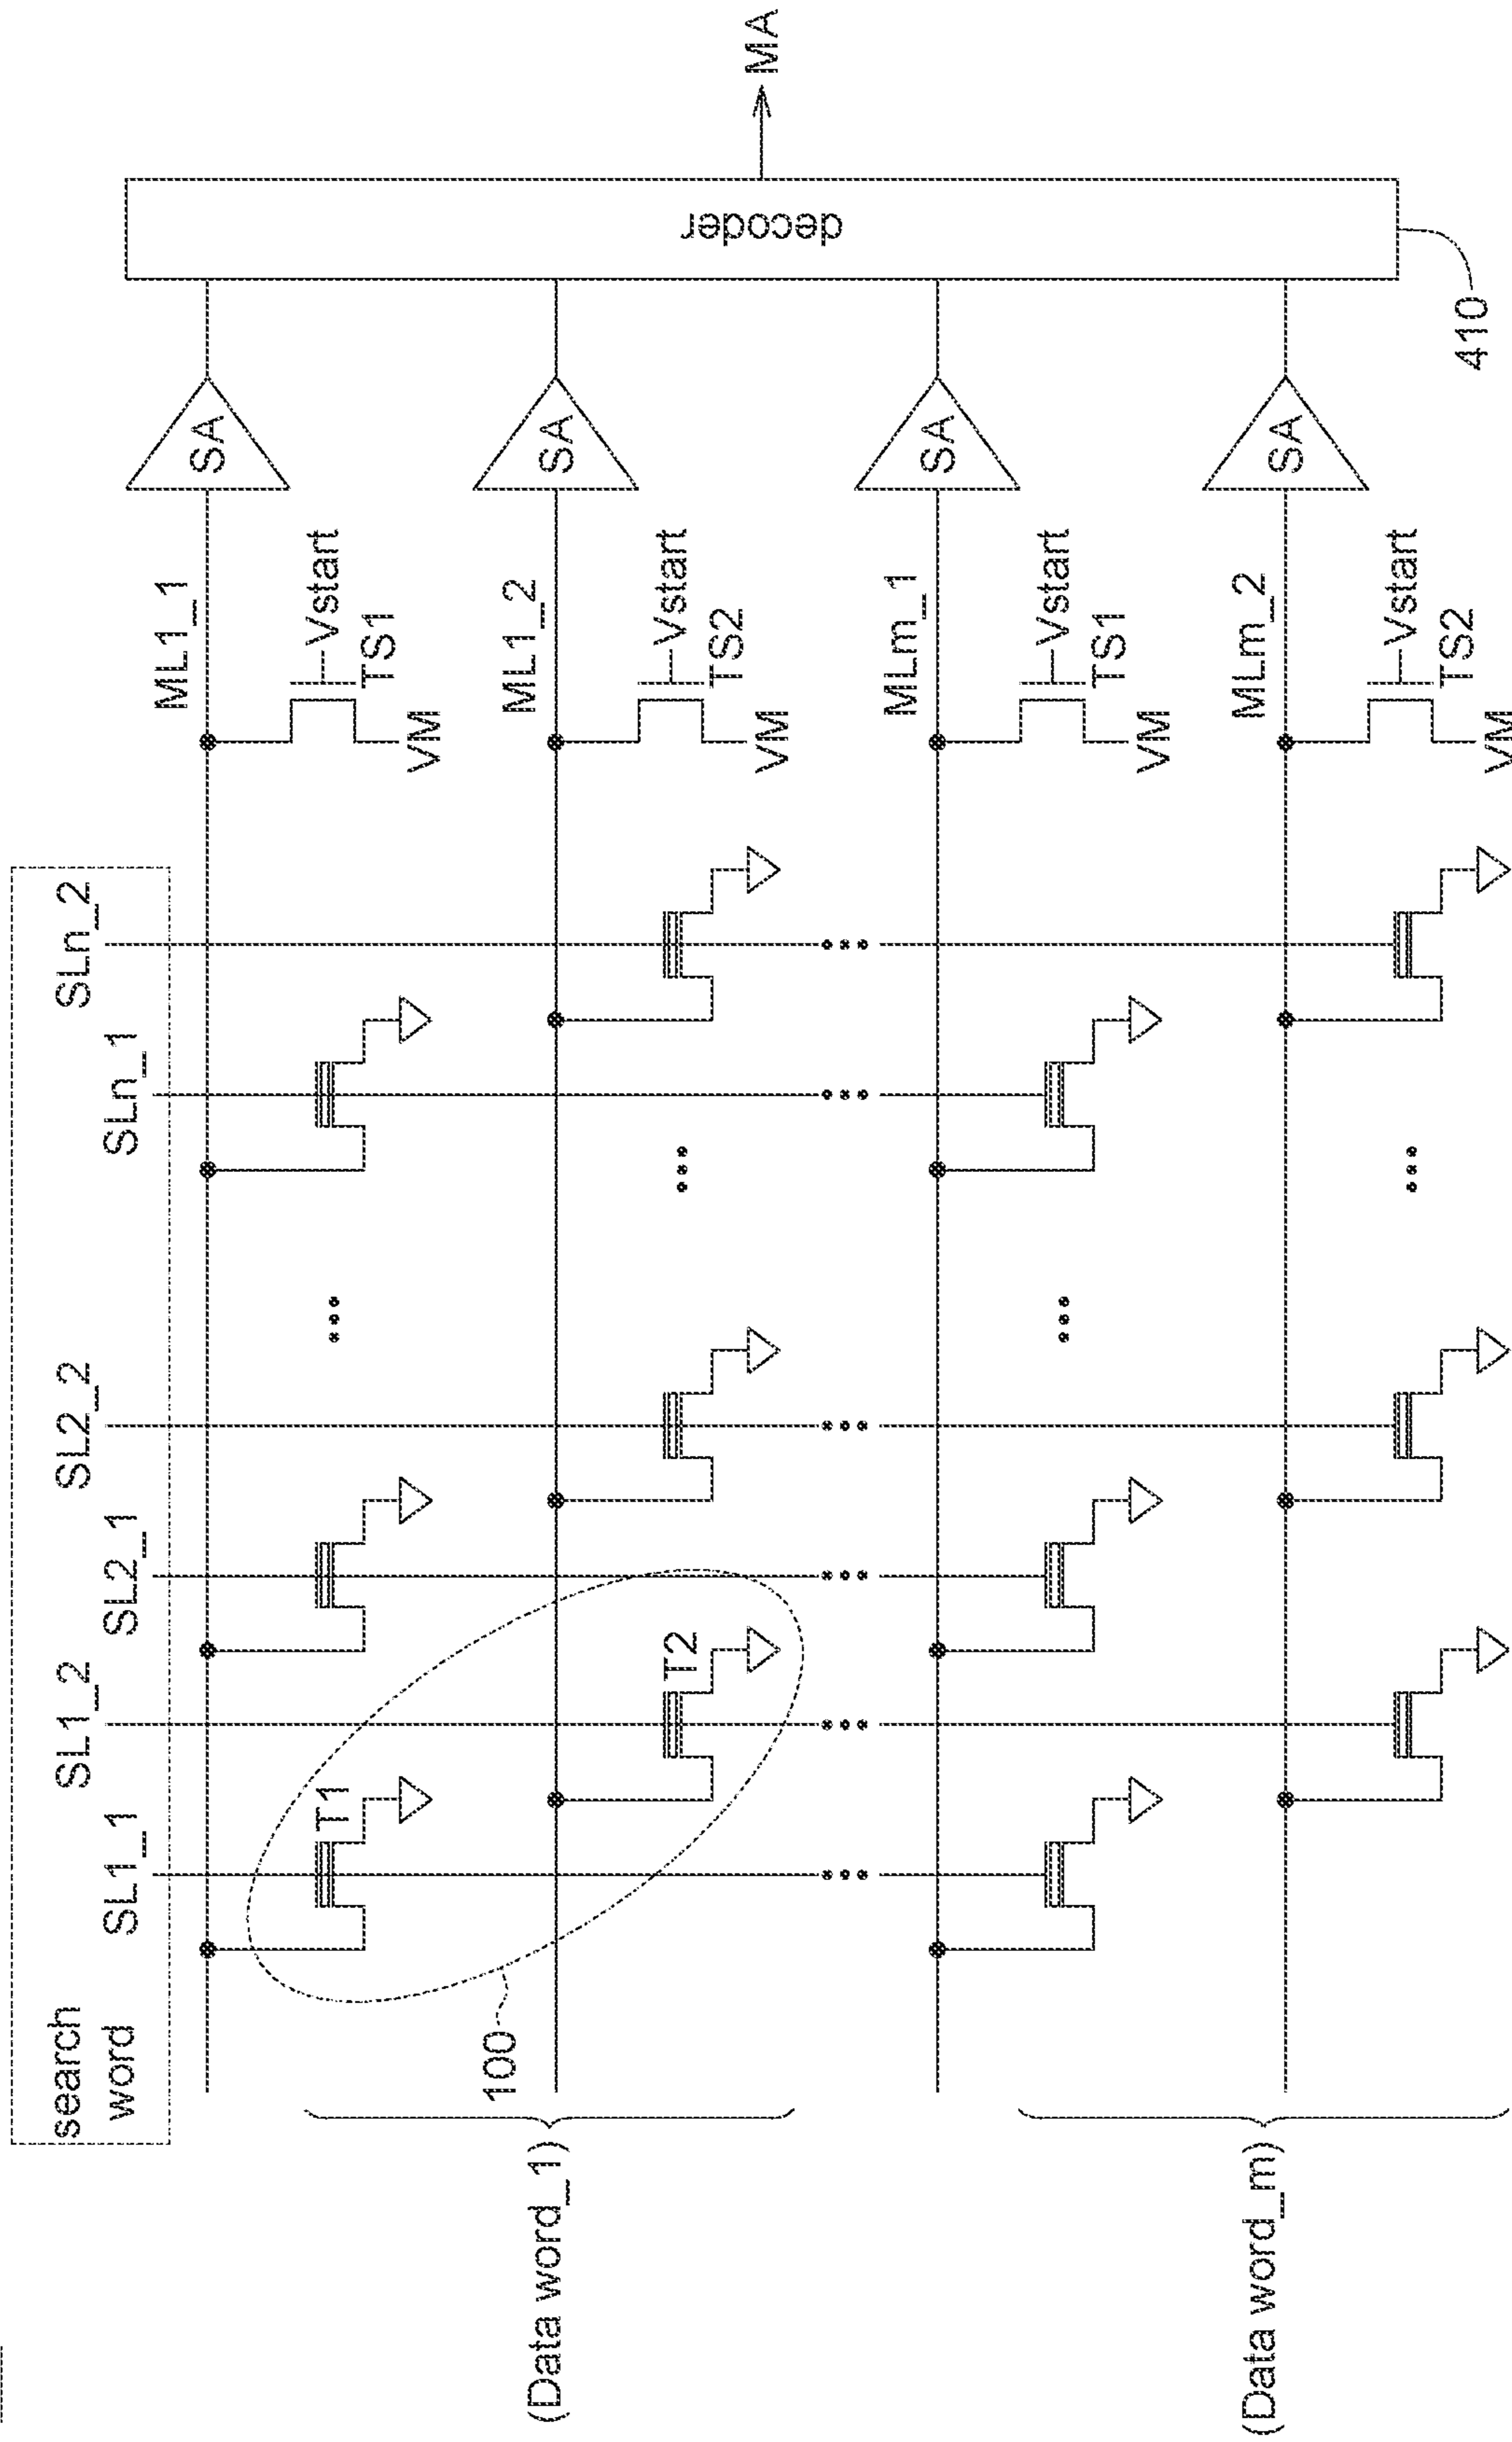 search
word
SL1_1
SL1_2
SL2_1
SL2_2
SLn_1
SLn_2
ML1_1
T1
Vstart
TS1
VM
SA
100
(Data word_1)
ML1_2
T2
Vstart
TS2
VM
SA
decoder
MA
MLm_1
Vstart
TS1
VM
SA
(Data word_m)
MLm_2
Vstart
TS2
VM
SA
410